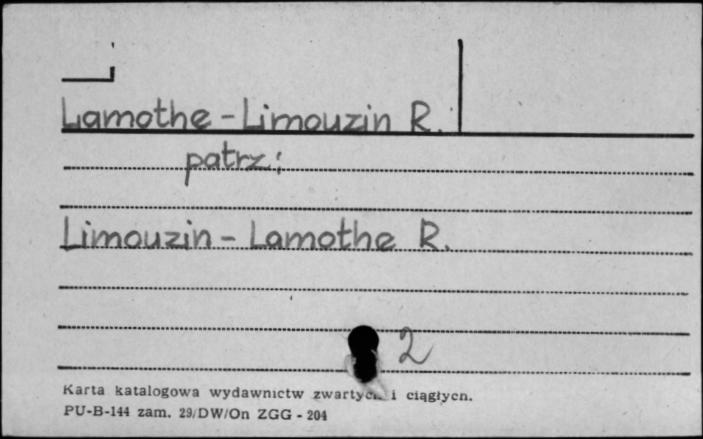 Lamothe - Limouzin R.
patrz:
Limouzin - Lamothe R.
2
Karta katalogowa wydawnictw zwartych i ciągłych.
PU-B-144 zam. 29/DW/On ZGG - 204